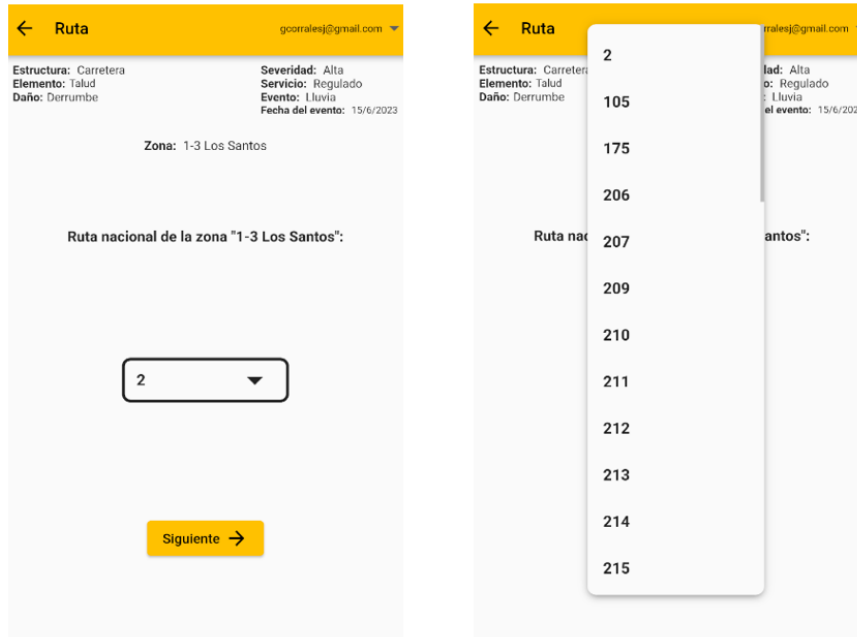 Ruta
gcorralesj@gmail.com
Estructura: Carretera
Elemento: Talud
Daño: Derrumbe
Severidad: Alta
Servicio: Regulado
Evento: Lluvia
Fecha del evento: 15/6/2023
Zona: 1-3 Los Santos
Ruta nacional de la zona "1-3 Los Santos":
2
Siguiente
Ruta
rralesj@gmail.com
Estructura: Carreter
Elemento: Talud
Daño: Derrumbe
dad: Alta
o: Regulado
: Lluvia
el evento: 15/6/202
Ruta nac
antos":
2
105
175
206
207
209
210
211
212
213
214
215